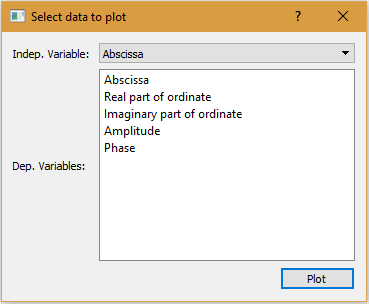 Select data to plot
?
Indep. Variable:
Abscissa
Abscissa
Real part of ordinate
Imaginary part of ordinate
Amplitude
Phase
Dep. Variables:
Plot